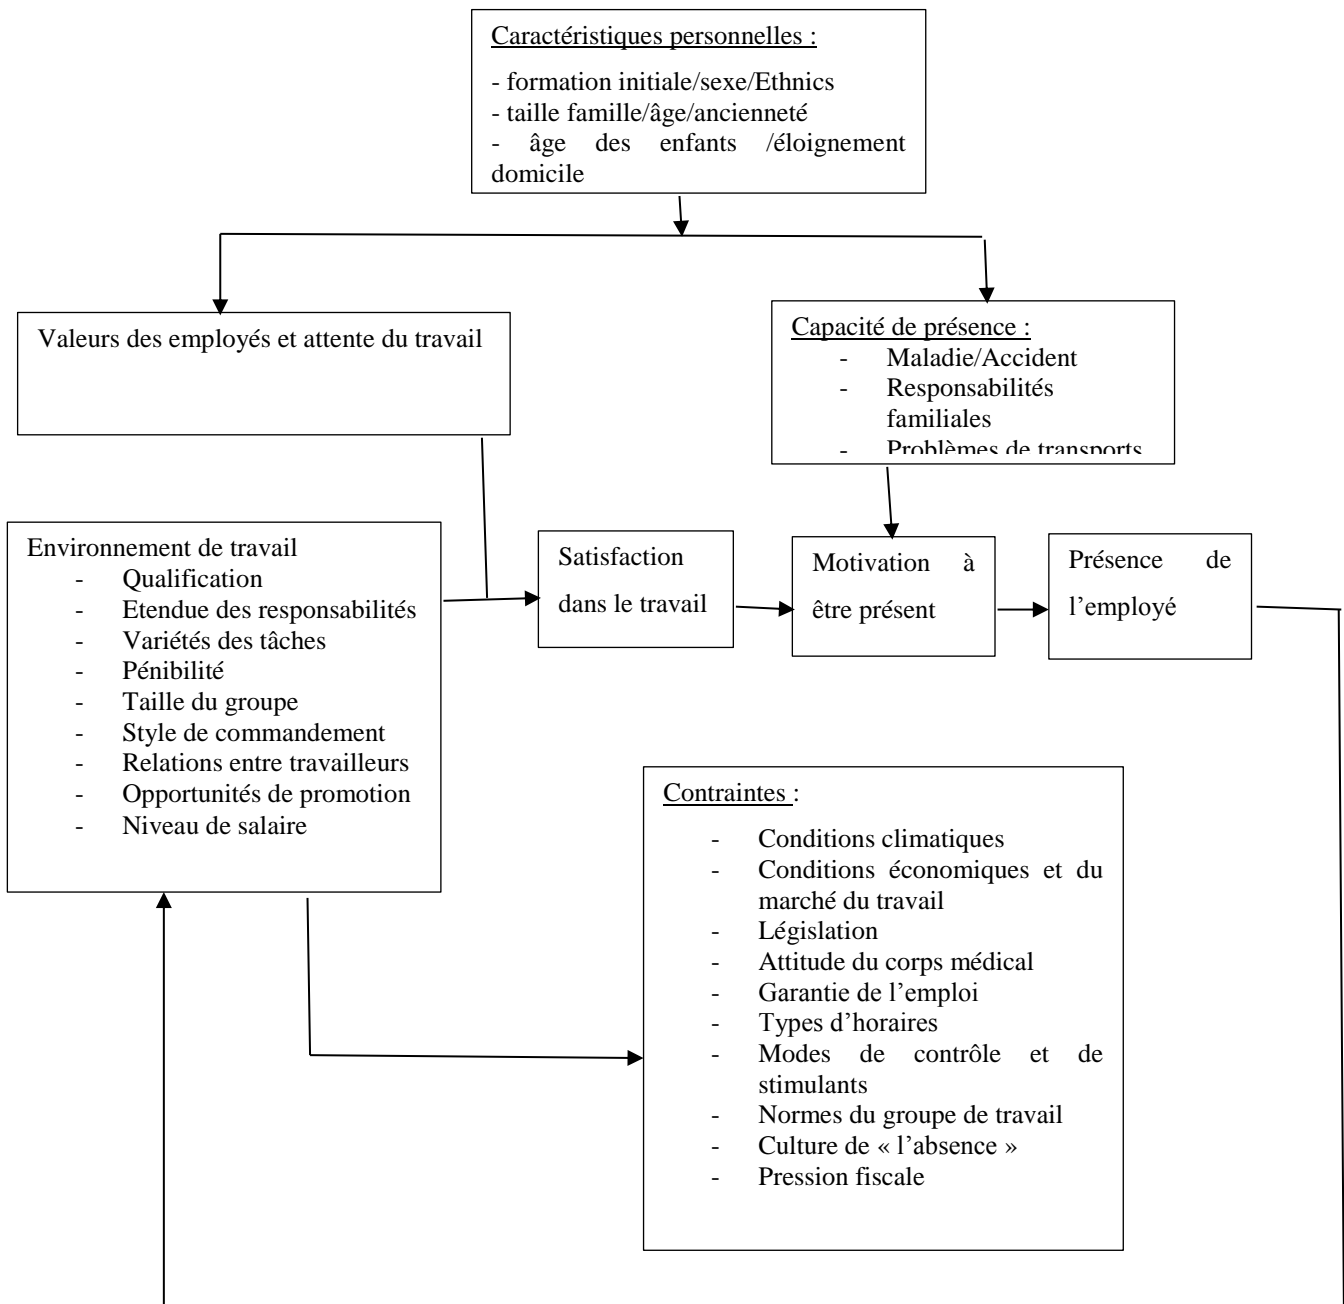 Caractéristiques personnelles :
- formation initiale/sexe/Ethnics
- taille famille/âge/ancienneté
- âge des enfants /éloignement
domicile
Valeurs des employés et attente du travail
Capacité de présence :
- Maladie/Accident
- Responsabilités
familiales
- Problèmes de transports
Environnement de travail
- Qualification
- Etendue des responsabilités
- Variétés des tâches
- Pénibilité
- Taille du groupe
- Style de commandement
- Relations entre travailleurs
- Opportunités de promotion
- Niveau de salaire
Satisfaction
dans le travail
Motivation à
être présent
Présence de
l’employé
Contraintes :
- Conditions climatiques
- Conditions économiques et du
marché du travail
- Législation
- Attitude du corps médical
- Garantie de l’emploi
- Types d’horaires
- Modes de contrôle et de
stimulants
- Normes du groupe de travail
- Culture de « l’absence »
- Pression fiscale